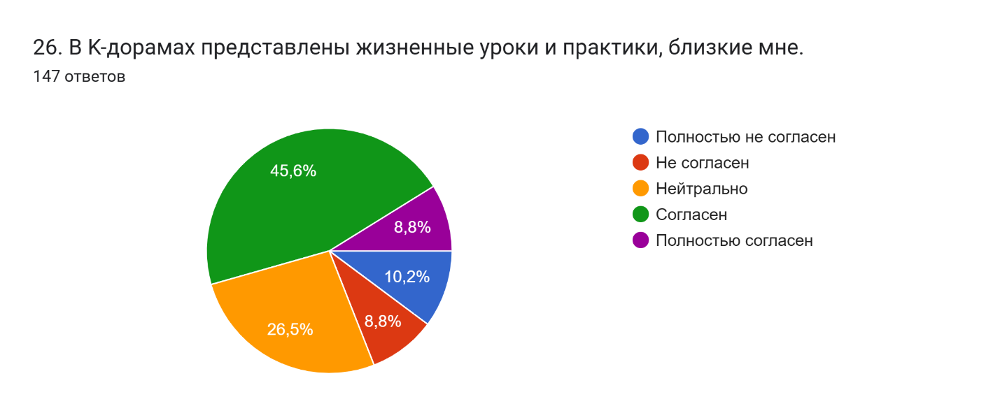 26. В К-дорамах представлены жизненные уроки и практики, близкие мне.
147 ответов
45,6%
8,8%
10,2%
8,8%
26,5%
Полностью не согласен
Не согласен
Нейтрально
Согласен
Полностью согласен